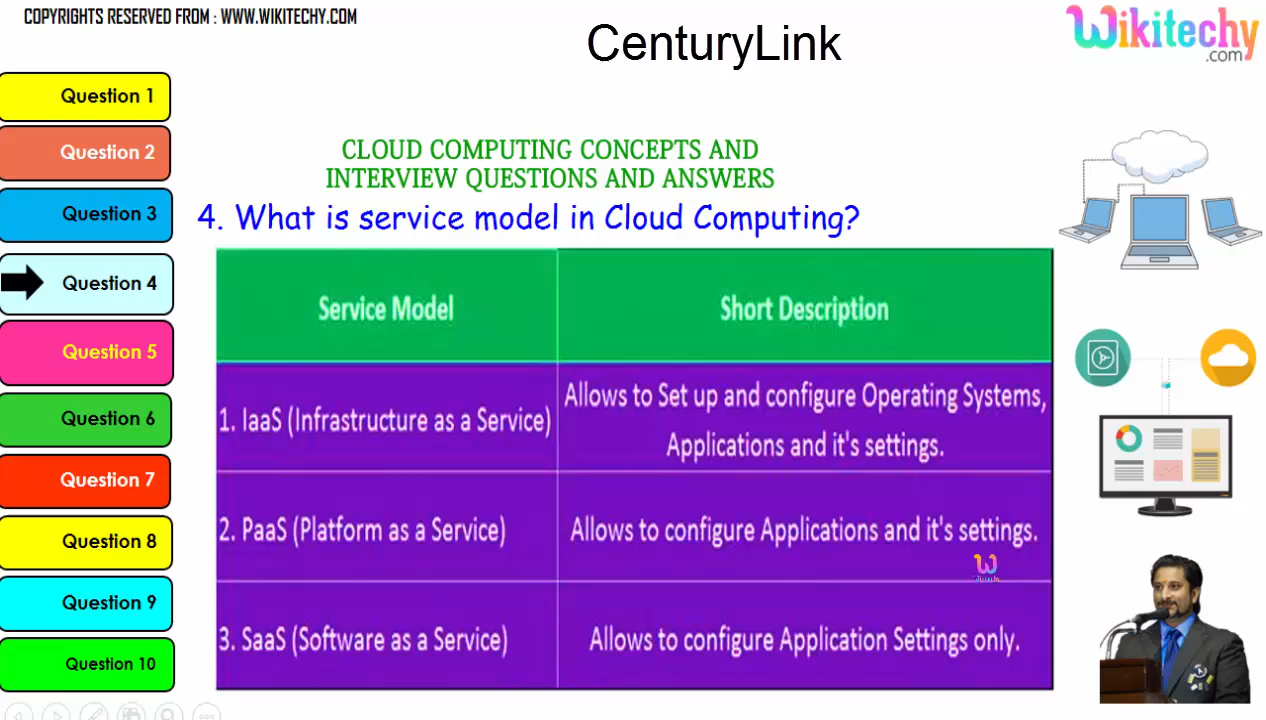 COPYRIGHTS RESERVED FROM : WWW.WIKITECHY.COM
CenturyLink
Wikitechy
.com
Question 1
Question 2
Question 3
Question 4
Question 5
Question 6
Question 7
Question 8
Question 9
Question 10
CLOUD COMPUTING CONCEPTS AND
INTERVIEW QUESTIONS AND ANSWERS
4. What is service model in Cloud Computing?
Service Model
Short Description
1. IaaS (Infrastructure as a Service)
Allows to Set up and configure Operating Systems,
Applications and it's settings.
2. PaaS (Platform as a Service)
Allows to configure Applications and it's settings.
3. SaaS (Software as a Service)
Allows to configure Application Settings only.